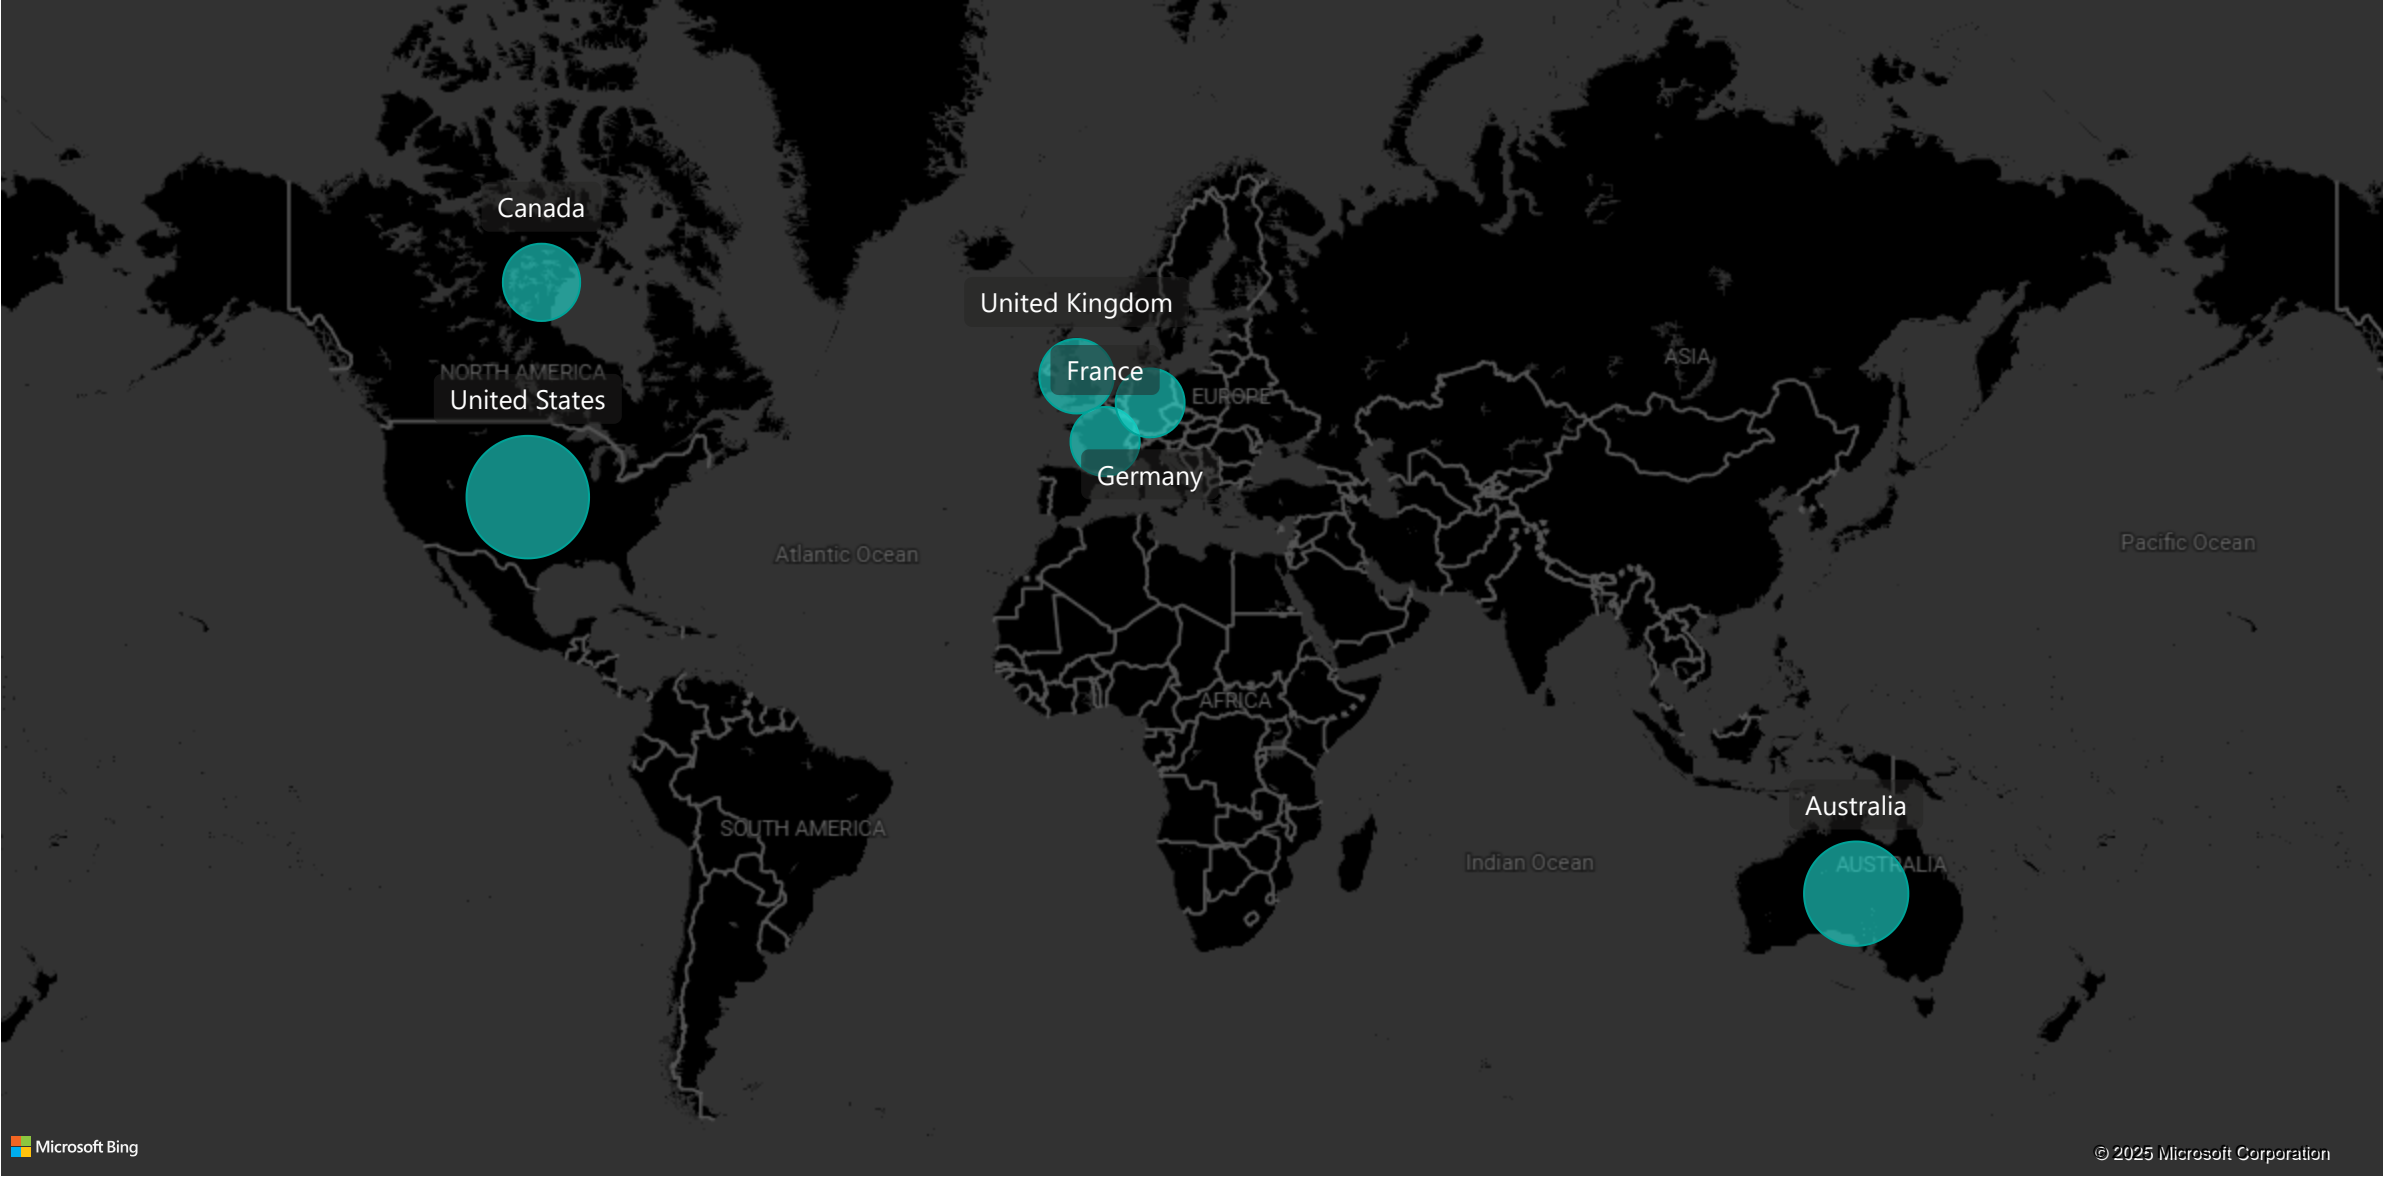 Canada
United Kingdom
ASIA
France
NORTH AMERICA
EUROPE
United States
Germany
Pacific Ocean
Atlantic Ocean
AFRICA
Australia
SOUTH AMERICA
Indian Ocean
AUSTRALIA
Microsoft Bing
© 2025 Microsoft Corporation